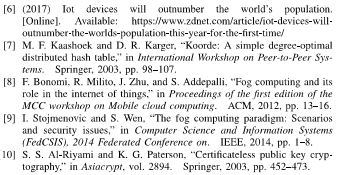 [6] (2017) Iot devices will outnumber the world's population.
[Online]. Available: https://www.zdnet.com/article/iot-devices-will-
outnumber-the-worlds-population-this-year-for-the-first-time/
[7] M. F. Kaashoek and D. R. Karger, "Koorde: A simple degree-optimal
distributed hash table," in International Workshop on Peer-to-Peer Sys-
tems. Springer, 2003, pp. 98–107.
[8] F. Bonomi, R. Milito, J. Zhu, and S. Addepalli, "Fog computing and its
role in the internet of things," in Proceedings of the first edition of the
MCC workshop on Mobile cloud computing. ACM, 2012, pp. 13–16.
[9] I. Stojmenovic and S. Wen, "The fog computing paradigm: Scenarios
and security issues," in Computer Science and Information Systems
(FedCSIS), 2014 Federated Conference on. IEEE, 2014, pp. 1–8.
[10] S. S. Al-Riyami and K. G. Paterson, "Certificateless public key cryp-
tography," in Asiacrypt, vol. 2894. Springer, 2003, pp. 452–473.